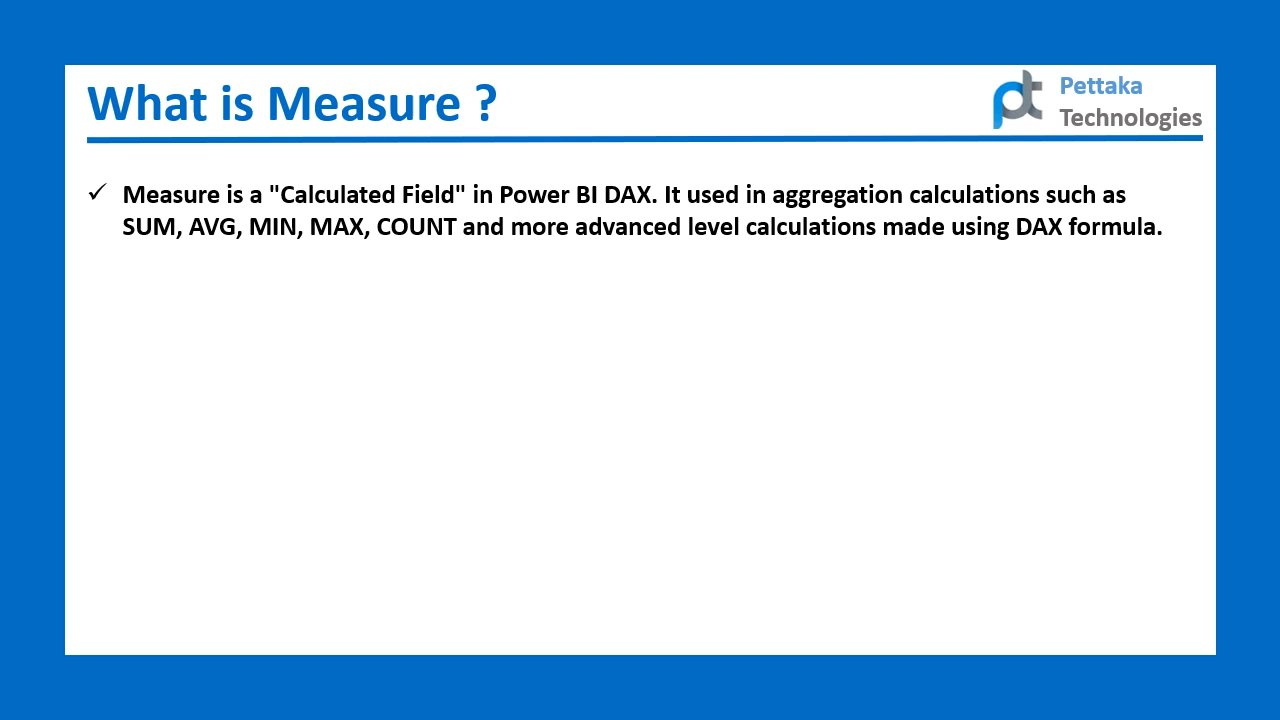 What is Measure ?
Pettaka
Technologies
✓ Measure is a "Calculated Field" in Power BI DAX. It used in aggregation calculations such as
SUM, AVG, MIN, MAX, COUNT and more advanced level calculations made using DAX formula.